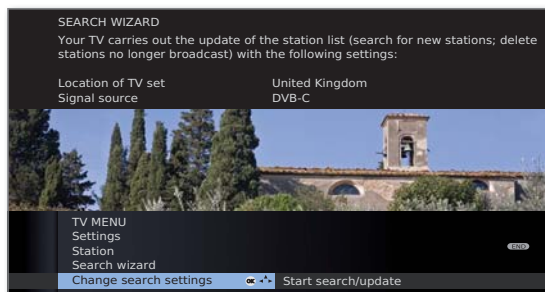 SEARCH WIZARD
Your TV carries out the update of the station list (search for new stations; delete
stations no longer broadcast) with the following settings:
Location of TV set United Kingdom
Signal source DVB-C
TV MENU
Settings
Station
END
Search wizard
Change search settings OK Start search/update